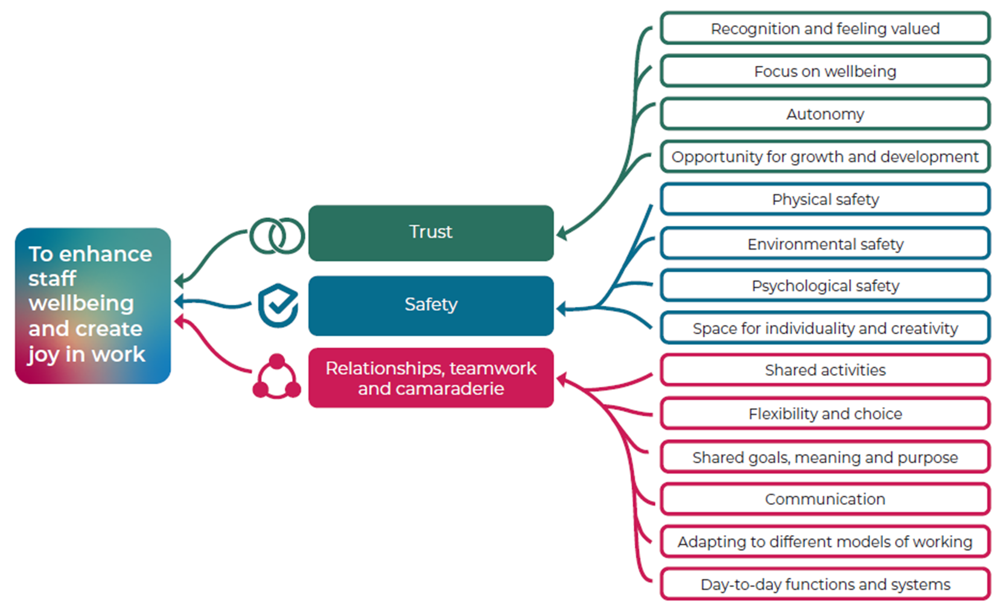 To enhance
staff
wellbeing
and create
joy in work
Trust
Safety
Relationships, teamwork
and camaraderie
Recognition and feeling valued
Focus on wellbeing
Autonomy
Opportunity for growth and development
Physical safety
Environmental safety
Psychological safety
Space for individuality and creativity
Shared activities
Flexibility and choice
Shared goals, meaning and purpose
Communication
Adapting to different models of working
Day-to-day functions and systems